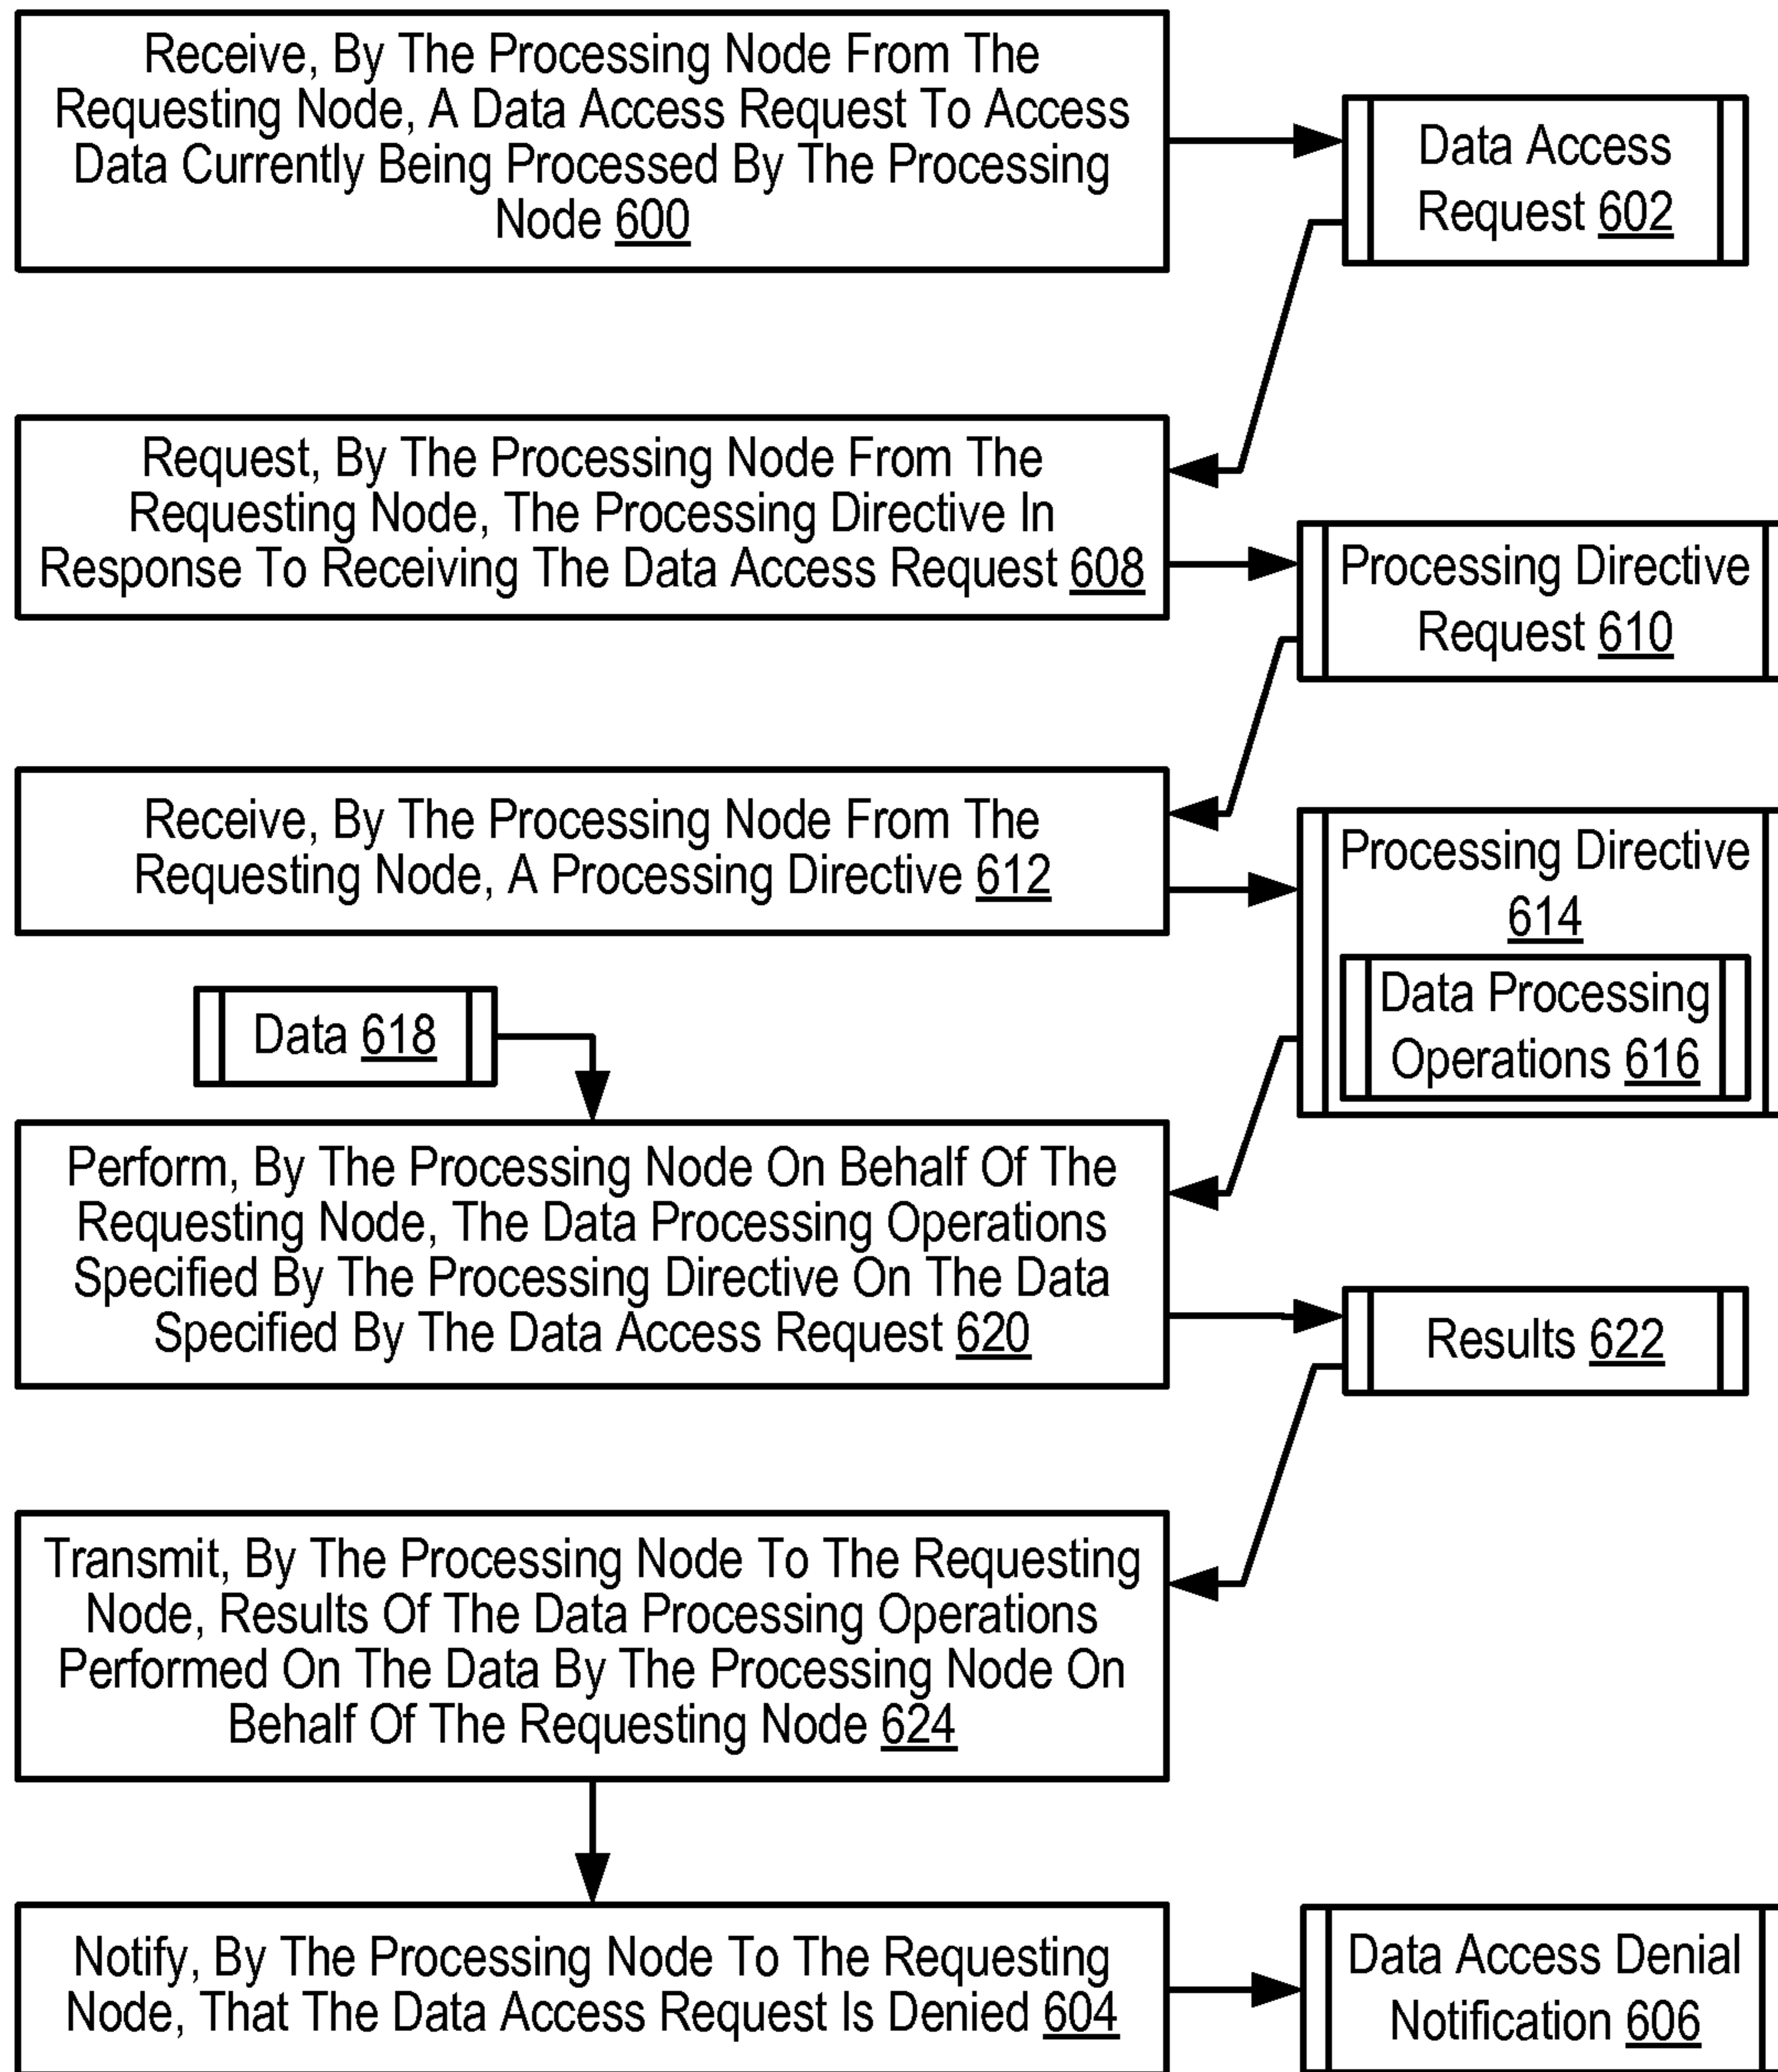 Receive, By The Processing Node From The
Requesting Node, A Data Access Request To Access
Data Currently Being Processed By The Processing
Node 600
Data Access
Request 602
Request, By The Processing Node From The
Requesting Node, The Processing Directive In
Response To Receiving The Data Access Request 608
Processing Directive
Request 610
Receive, By The Processing Node From The
Requesting Node, A Processing Directive 612
Processing Directive
614
Data Processing
Operations 616
Data 618
Perform, By The Processing Node On Behalf Of The
Requesting Node, The Data Processing Operations
Specified By The Processing Directive On The Data
Specified By The Data Access Request 620
Results 622
Transmit, By The Processing Node To The Requesting
Node, Results Of The Data Processing Operations
Performed On The Data By The Processing Node On
Behalf Of The Requesting Node 624
Notify, By The Processing Node To The Requesting
Node, That The Data Access Request Is Denied 604
Data Access Denial
Notification 606